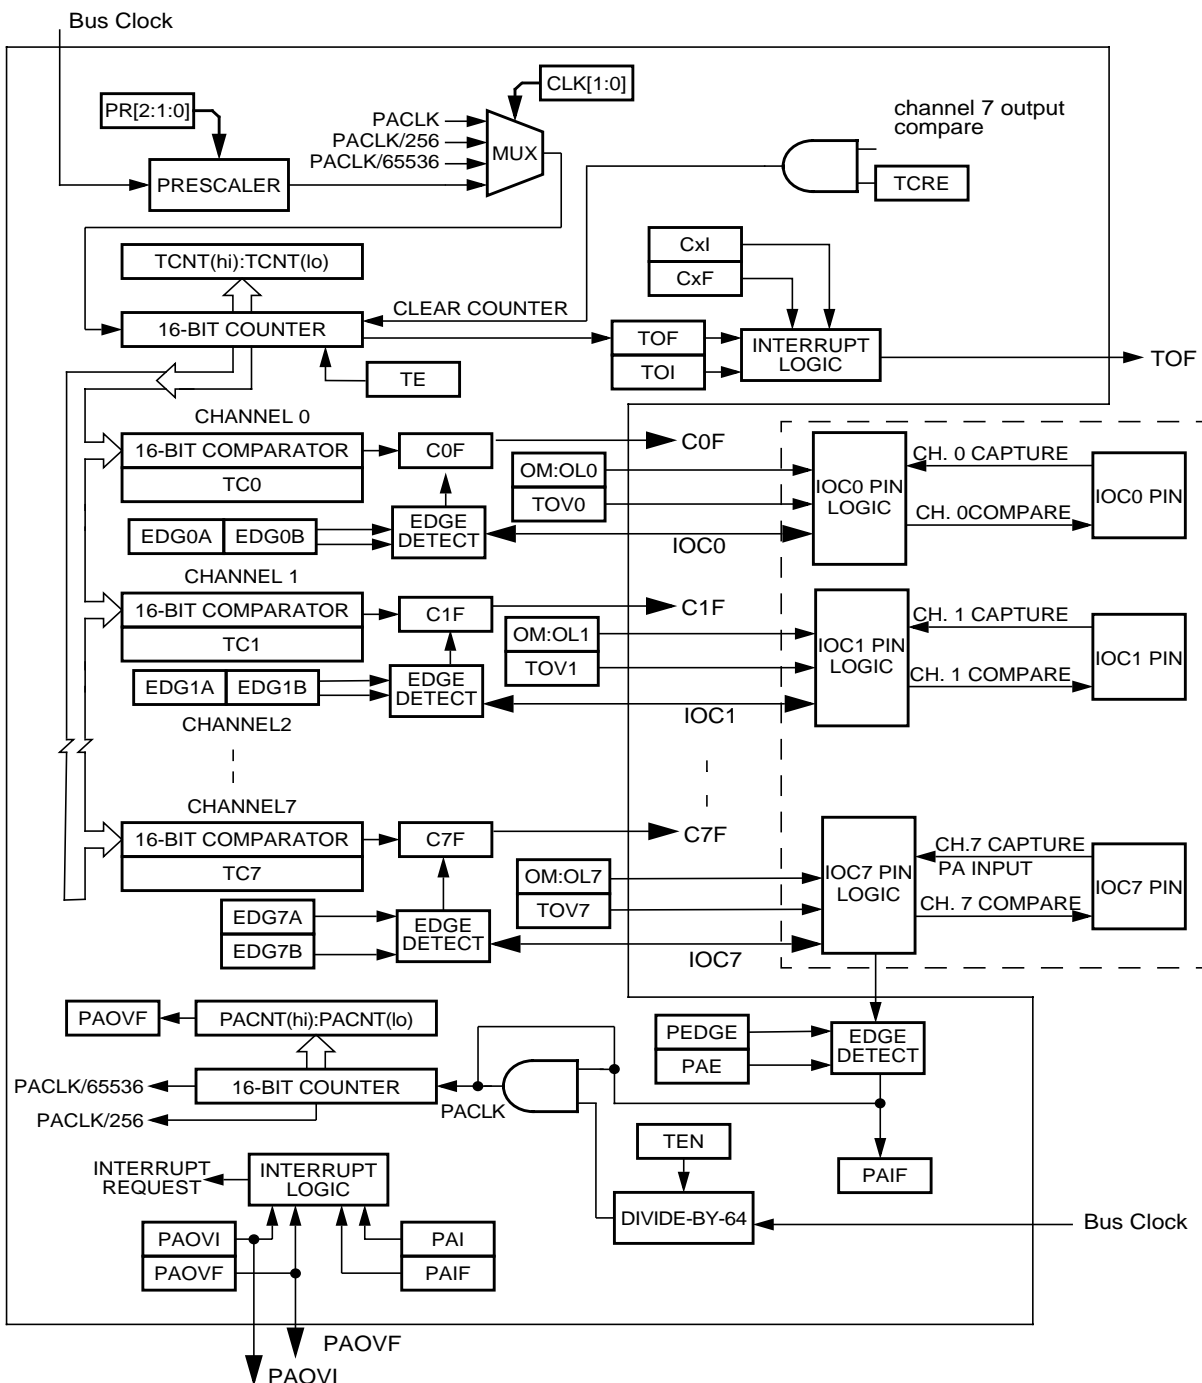 Bus Clock
CLK[1:0]
PR[2:1:0]
channel 7 output
compare
PACLK
PACLK/256
PACLK/65536
MUX
PRESCALER
TCRE
CxI
CxF
TCNT(hi):TCNT(lo)
CLEAR COUNTER
16-BIT COUNTER
TOF
TOI
INTERRUPT
LOGIC
TOF
TE
CHANNEL 0
16-BIT COMPARATOR
TC0
C0F
C0F
OM:OL0
TOV0
IOC0 PIN
LOGIC
CH. 0 CAPTURE
CH. 0COMPARE
IOC0 PIN
EDG0A
EDG0B
EDGE
DETECT
IOC0
CHANNEL 1
16-BIT COMPARATOR
TC1
C1F
C1F
OM:OL1
TOV1
IOC1 PIN
LOGIC
CH. 1 CAPTURE
CH. 1 COMPARE
IOC1 PIN
EDG1A
EDG1B
EDGE
DETECT
IOC1
CHANNEL2
CHANNEL7
16-BIT COMPARATOR
TC7
C7F
C7F
OM:OL7
TOV7
IOC7 PIN
LOGIC
CH.7 CAPTURE
PA INPUT
CH. 7 COMPARE
IOC7 PIN
EDG7A
EDG7B
EDGE
DETECT
IOC7
PAOVF
PACNT(hi):PACNT(lo)
PEDGE
PAE
EDGE
DETECT
PACLK/65536
16-BIT COUNTER
PACLK
PACLK/256
TEN
PAIF
INTERRUPT
REQUEST
INTERRUPT
LOGIC
DIVIDE-BY-64
Bus Clock
PAOVI
PAOVF
PAI
PAIF
PAOVF
PAOVI